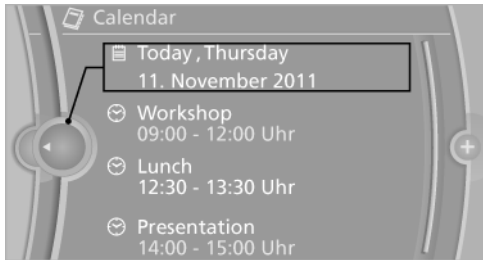 Calendar
Today , Thursday
11. November 2011
Workshop
09:00 - 12:00 Uhr
Lunch
12:30 - 13:30 Uhr
Presentation
14:00 - 15:00 Uhr